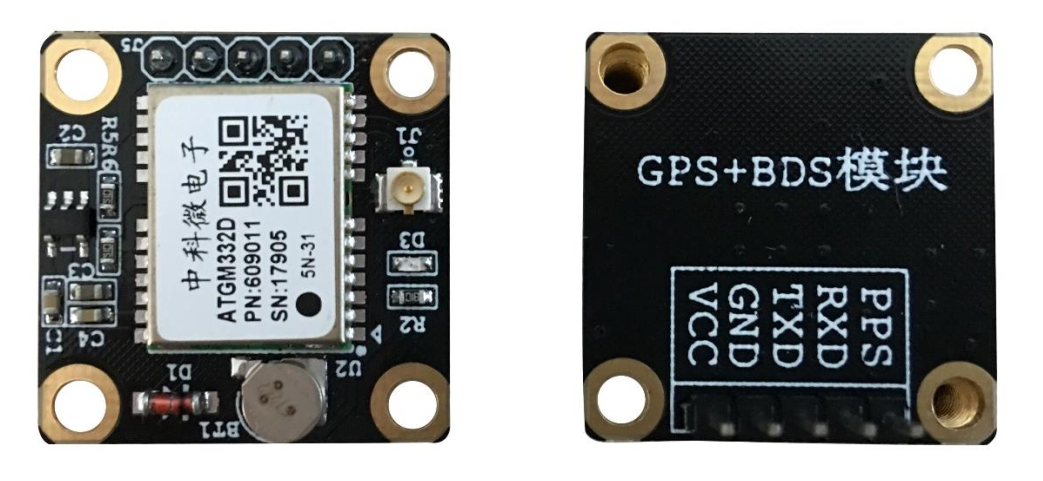 J5
C2
R5R6
J1
中科微电子
ATGM332D
PN:609011
SN:17905
5N-31
D3
R2
C3
C1
C4
U2
D1
BT1
GPS+BDS模块
PPS
RXD
TXD
GND
VCC